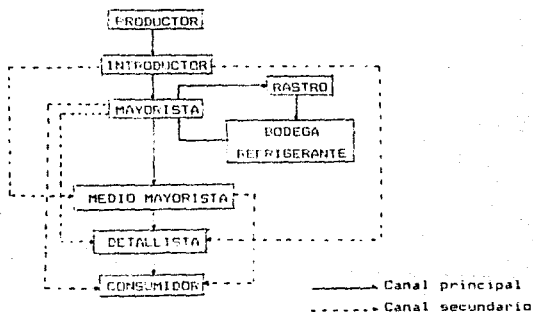 PRODUCTOR
INTRODUCTOR
RASTRO
MAYORISTA
BODEGA
REFRIGERANTE
MEDIO MAYORISTA
DETALLISTA
CONSUMIDOR
Canal principal
Canal secundario